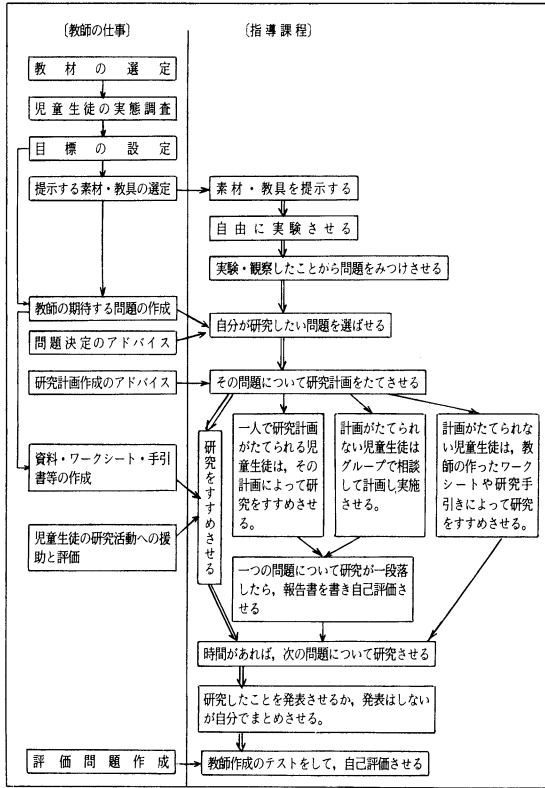 〔教師の仕事〕
〔指導課程〕
教材の選定
児童生徒の実態調査
目標の設定
提示する素材・教具の選定
素材・教具を提示する
自由に実験させる
実験・観察したことから問題をみつけさせる
教師の期待する問題の作成
自分が研究したい問題を選ばせる
問題決定のアドバイス
研究計画作成のアドバイス
その問題について研究計画をたてさせる
研究をすすめさせる
一人で研究計画
がたてられる児
童生徒は，その
計画によって研
究をすすめさせ
る。
計画がたてられ
ない児童生徒は
グループで相談
して計画し実施
させる。
計画がたてられな
い児童生徒は，教
師の作ったワーク
シートや研究手
引きによって研究
をすすめさせる。
資料・ワークシート・手引
書等の作成
児童生徒の研究活動への援
助と評価
一つの問題について研究が一段落
したら，報告書を書き自己評価さ
せる
時間があれば，次の問題について研究させる
研究したことを発表させるか，発表はしない
が自分でまとめさせる。
評価問題作成
教師作成のテストをして，自己評価させる